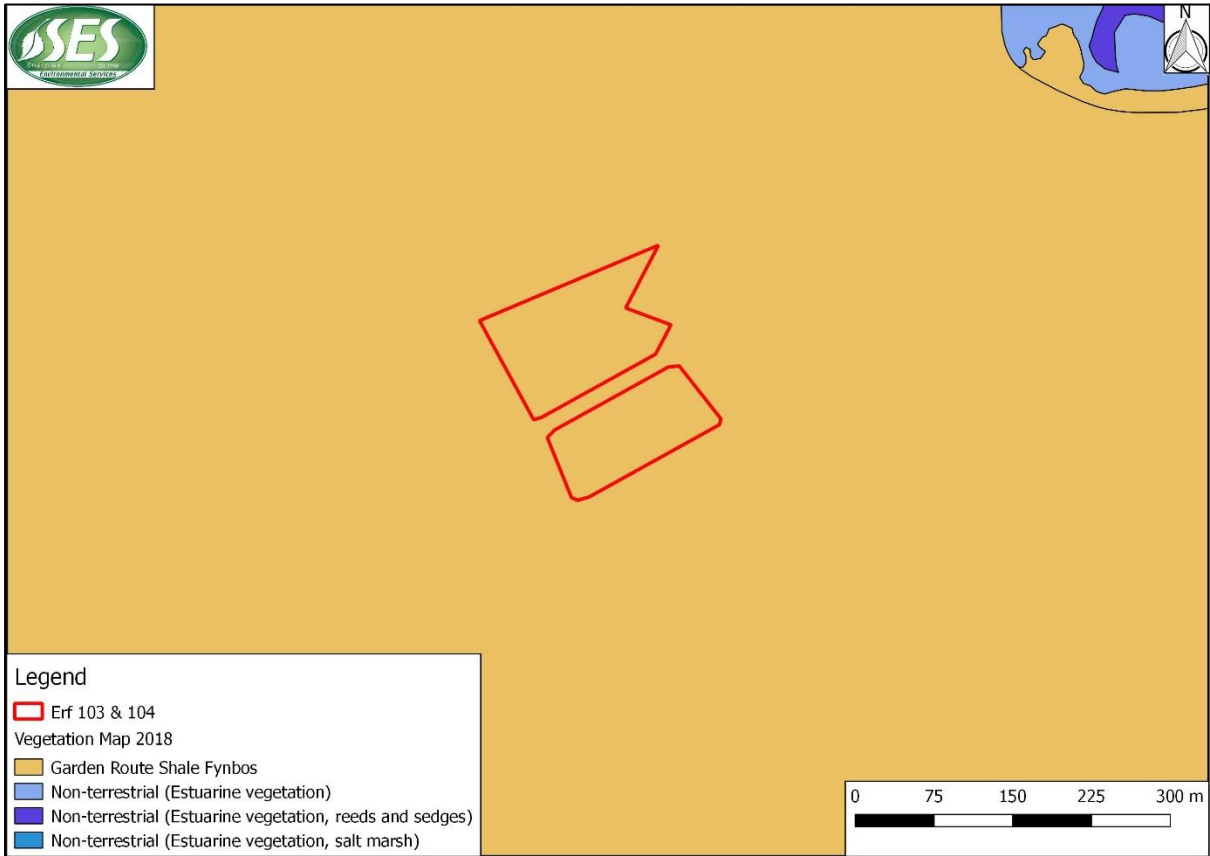 SES
Sharples
Environmental Services
N
Legend
Erf 103 & 104
Vegetation Map 2018
Garden Route Shale Fynbos
Non-terrestrial (Estuarine vegetation)
Non-terrestrial (Estuarine vegetation, reeds and sedges)
Non-terrestrial (Estuarine vegetation, salt marsh)
0 75 150 225 300 m